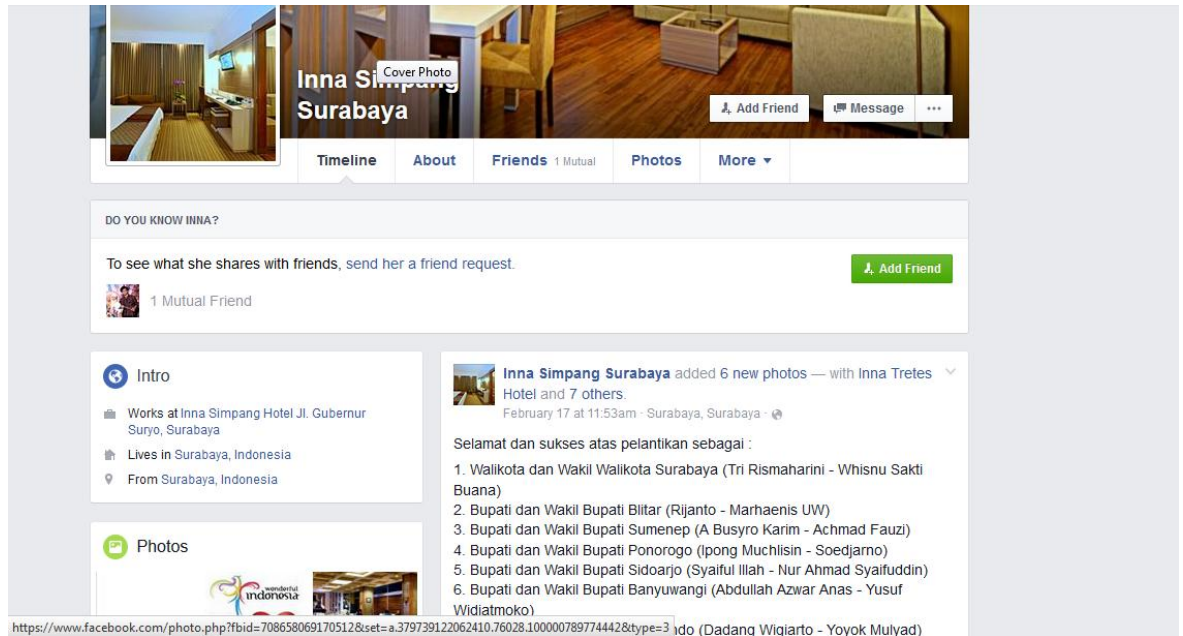 Inna Simpang
Surabaya
Cover Photo
Add Friend
Message
Timeline
About
Friends 1 Mutual
Photos
More
DO YOU KNOW INNA?
To see what she shares with friends, send her a friend request.
Add Friend
1 Mutual Friend
Intro
Works at Inna Simpang Hotel Jl. Gubernur
Suryo, Surabaya
Lives in Surabaya, Indonesia
From Surabaya, Indonesia
Photos
wonderful
indonesia
Inna Simpang Surabaya added 6 new photos — with Inna Tretes
Hotel and 7 others.
February 17 at 11:53am · Surabaya, Surabaya ·
Selamat dan sukses atas pelantikan sebagai :
1. Walikota dan Wakil Walikota Surabaya (Tri Rismaharini - Whisnu Sakti
Buana)
2. Bupati dan Wakil Bupati Blitar (Rijanto - Marhaenis UW)
3. Bupati dan Wakil Bupati Sumenep (A Busyro Karim - Achmad Fauzi)
4. Bupati dan Wakil Bupati Ponorogo (Ipong Muchlisin - Soedjarno)
5. Bupati dan Wakil Bupati Sidoarjo (Syaiful Illah - Nur Ahmad Syaifuddin)
6. Bupati dan Wakil Bupati Banyuwangi (Abdullah Azwar Anas - Yusuf
Widiatmoko)
ndo (Dadang Wigiarto - Yoyok Mulyad)
https://www.facebook.com/photo.php?fbid=708658069170512&set=a.379739122062410.76028.100000789774442&type=3